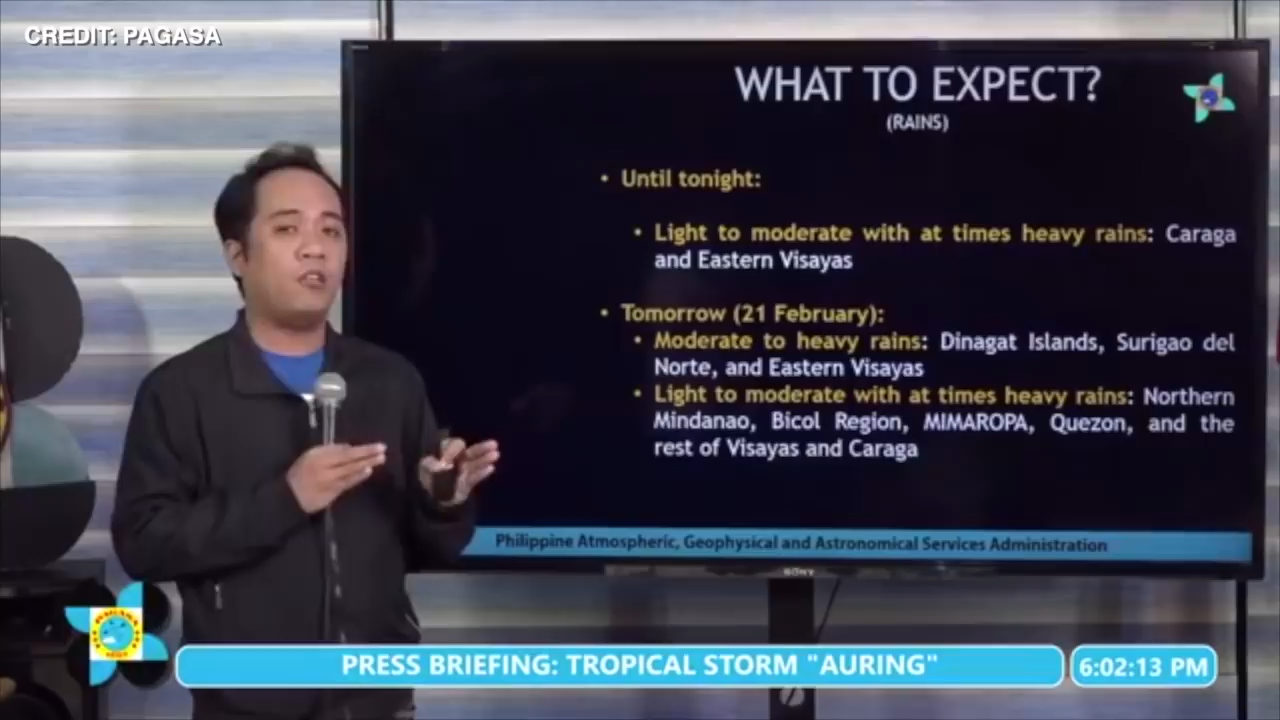 CREDIT: PAGASA
WHAT TO EXPECT?
(RAINS)
• Until tonight:
• Light to moderate with at times heavy rains: Caraga
and Eastern Visayas
• Tomorrow (21 February):
• Moderate to heavy rains: Dinagat Islands, Surigao del
Norte, and Eastern Visayas
• Light to moderate with at times heavy rains: Northern
Mindanao, Bicol Region, MIMAROPA, Quezon, and the
rest of Visayas and Caraga
Philippine Atmospheric, Geophysical and Astronomical Services Administration
SONY
PAGASA
PRESS BRIEFING: TROPICAL STORM "AURING"
6:02:13 PM